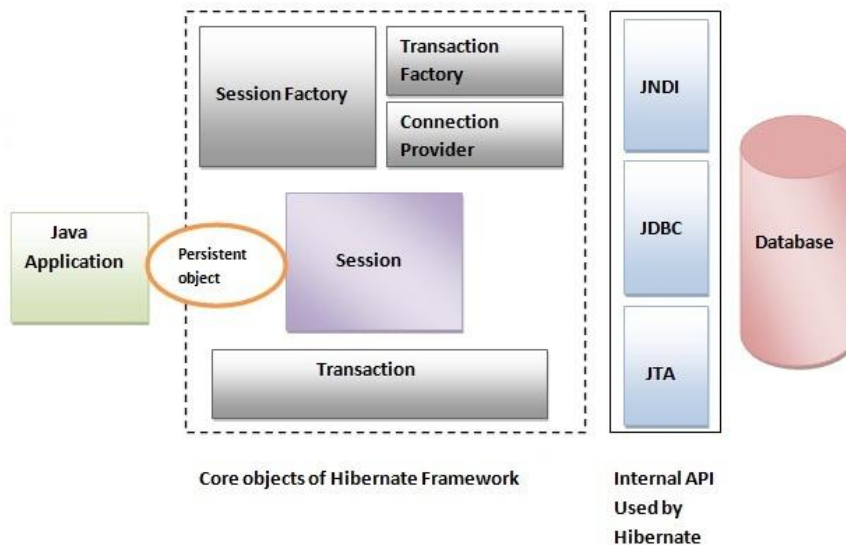 Session Factory
Transaction
Factory
Connection
Provider
JNDI
Java
Application
Persistent
object
Session
JDBC
Database
Transaction
JTA
Core objects of Hibernate Framework
Internal API
Used by
Hibernate